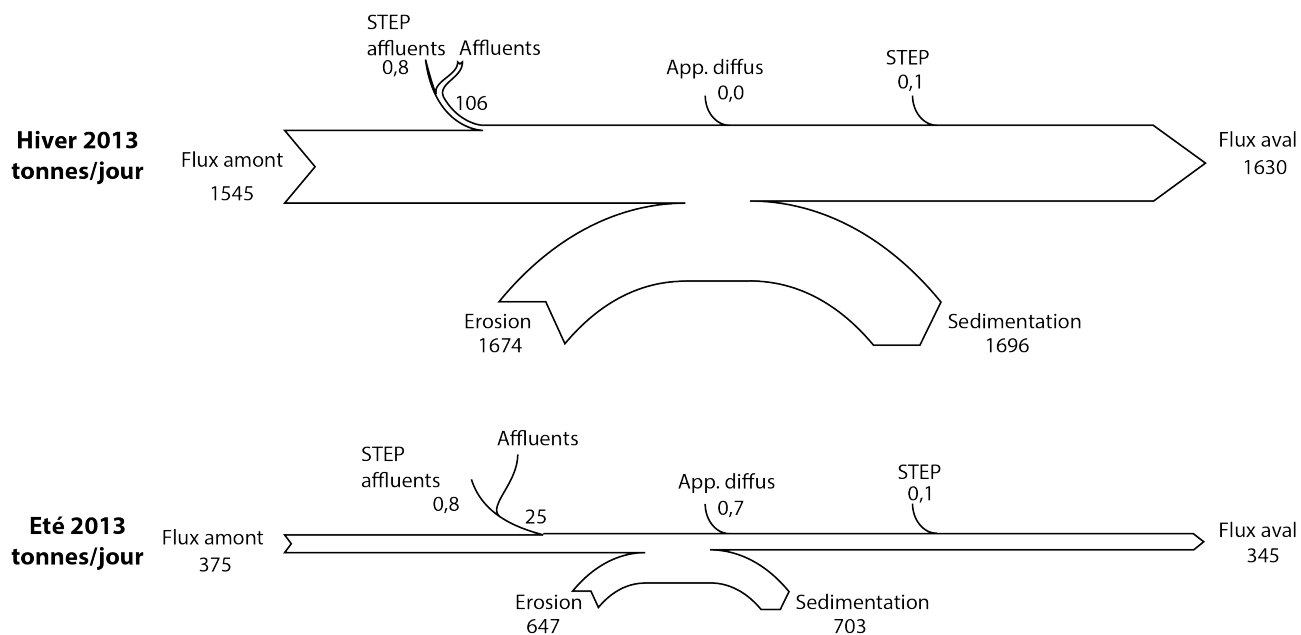 STEP
affluents
0,8
Affluents
106
App. diffus
0,0
STEP
0,1
Hiver 2013
tonnes/jour
Flux amont
1545
Flux aval
1630
Erosion
1674
Sedimentation
1696
STEP
affluents
0,8
Affluents
25
App. diffus
0,7
STEP
0,1
Eté 2013
tonnes/jour
Flux amont
375
Flux aval
345
Erosion
647
Sedimentation
703